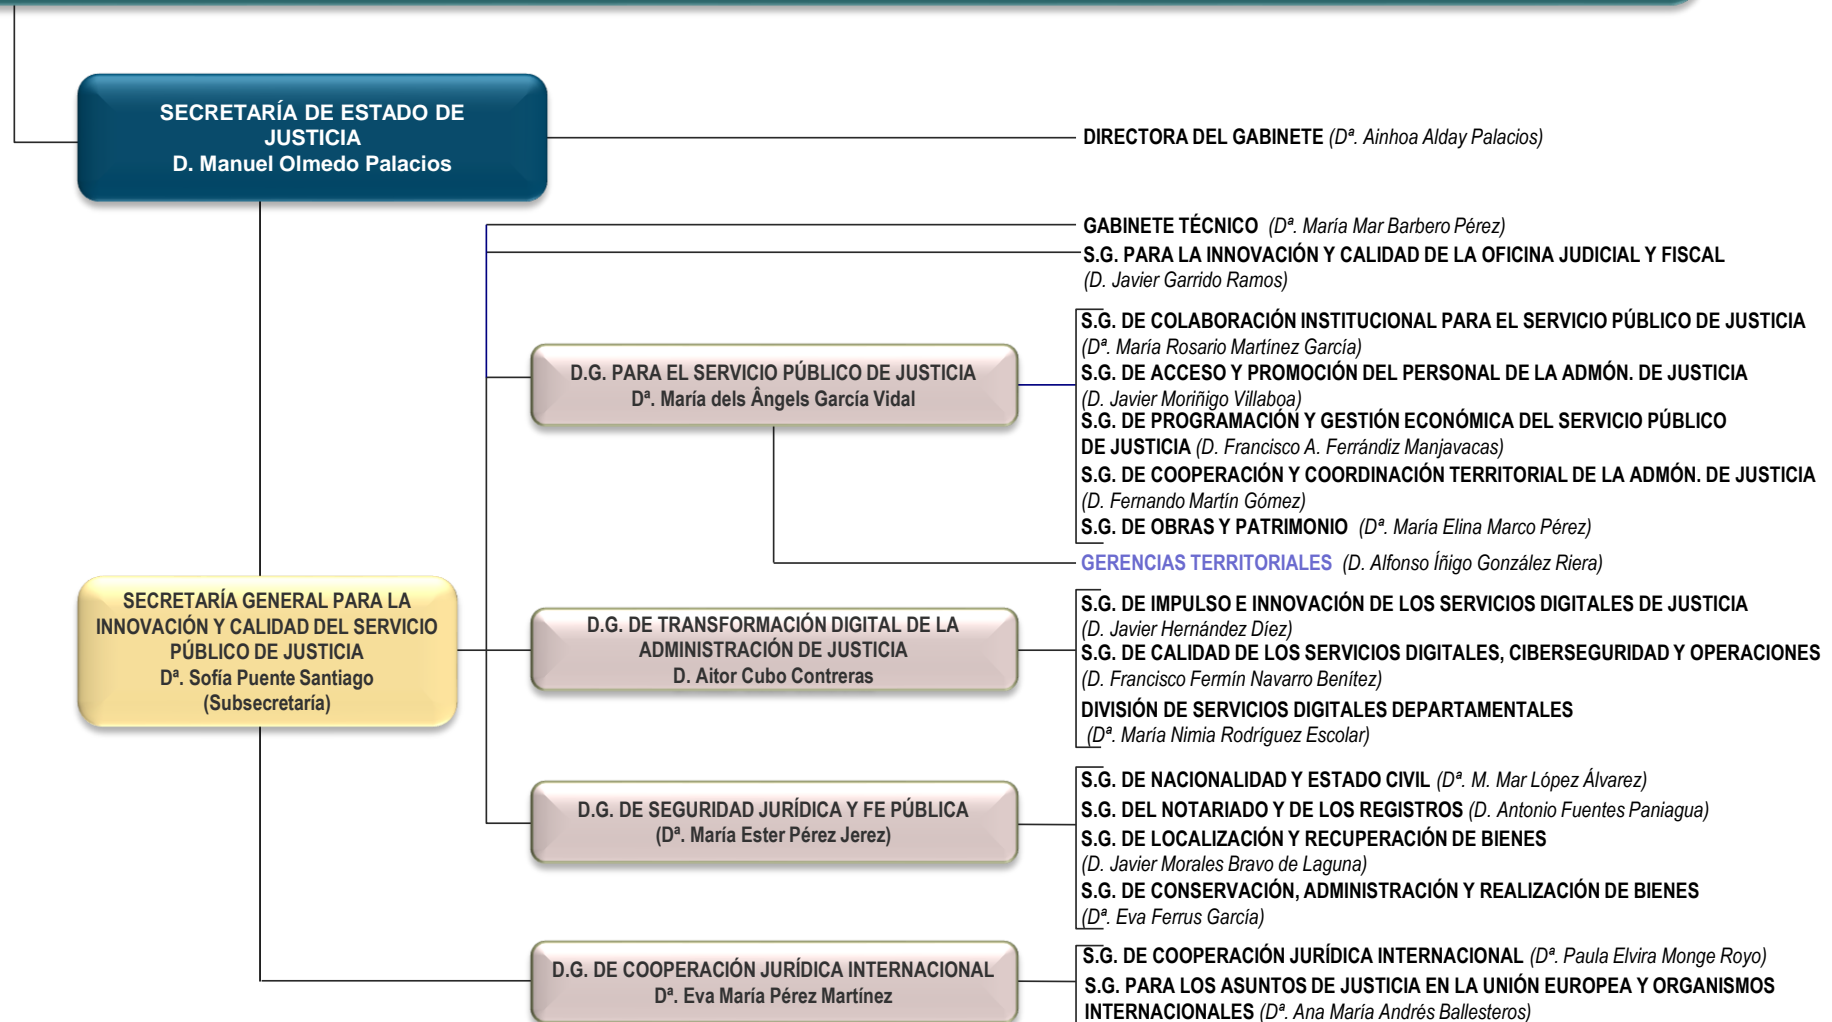 SECRETARÍA DE ESTADO DE
JUSTICIA
D. Manuel Olmedo Palacios
DIRECTORA DEL GABINETE (Dª. Ainhoa Alday Palacios)
GABINETE TÉCNICO (Dª. María Mar Barbero Pérez)
S.G. PARA LA INNOVACIÓN Y CALIDAD DE LA OFICINA JUDICIAL Y FISCAL
(D. Javier Garrido Ramos)
D.G. PARA EL SERVICIO PÚBLICO DE JUSTICIA
Dª. María dels Ângels García Vidal
S.G. DE COLABORACIÓN INSTITUCIONAL PARA EL SERVICIO PÚBLICO DE JUSTICIA
(Dª. María Rosario Martínez García)
S.G. DE ACCESO Y PROMOCIÓN DEL PERSONAL DE LA ADMÓN. DE JUSTICIA
(D. Javier Moriñigo Villaboa)
S.G. DE PROGRAMACIÓN Y GESTIÓN ECONÓMICA DEL SERVICIO PÚBLICO
DE JUSTICIA (D. Francisco A. Ferrándiz Manjavacas)
S.G. DE COOPERACIÓN Y COORDINACIÓN TERRITORIAL DE LA ADMÓN. DE JUSTICIA
(D. Fernando Martín Gómez)
S.G. DE OBRAS Y PATRIMONIO (Dª. María Elina Marco Pérez)
GERENCIAS TERRITORIALES (D. Alfonso Íñigo González Riera)
SECRETARÍA GENERAL PARA LA
INNOVACIÓN Y CALIDAD DEL SERVICIO
PÚBLICO DE JUSTICIA
Dª. Sofía Puente Santiago
(Subsecretaría)
D.G. DE TRANSFORMACIÓN DIGITAL DE LA
ADMINISTRACIÓN DE JUSTICIA
D. Aitor Cubo Contreras
S.G. DE IMPULSO E INNOVACIÓN DE LOS SERVICIOS DIGITALES DE JUSTICIA
(D. Javier Hernández Díez)
S.G. DE CALIDAD DE LOS SERVICIOS DIGITALES, CIBERSEGURIDAD Y OPERACIONES
(D. Francisco Fermín Navarro Benítez)
DIVISIÓN DE SERVICIOS DIGITALES DEPARTAMENTALES
(Dª. María Nimia Rodríguez Escolar)
D.G. DE SEGURIDAD JURÍDICA Y FE PÚBLICA
(Dª. María Ester Pérez Jerez)
S.G. DE NACIONALIDAD Y ESTADO CIVIL (Dª. M. Mar López Álvarez)
S.G. DEL NOTARIADO Y DE LOS REGISTROS (D. Antonio Fuentes Paniagua)
S.G. DE LOCALIZACIÓN Y RECUPERACIÓN DE BIENES
(D. Javier Morales Bravo de Laguna)
S.G. DE CONSERVACIÓN, ADMINISTRACIÓN Y REALIZACIÓN DE BIENES
(Dª. Eva Ferrus García)
D.G. DE COOPERACIÓN JURÍDICA INTERNACIONAL
Dª. Eva María Pérez Martínez
S.G. DE COOPERACIÓN JURÍDICA INTERNACIONAL (Dª. Paula Elvira Monge Royo)
S.G. PARA LOS ASUNTOS DE JUSTICIA EN LA UNIÓN EUROPEA Y ORGANISMOS
INTERNACIONALES (Dª. Ana María Andrés Ballesteros)